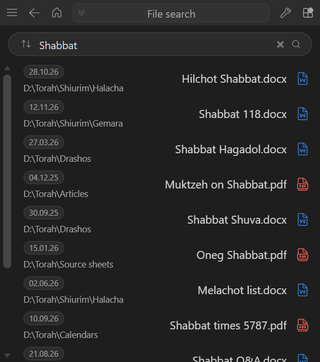 File search
Shabbat
28.10.26
Hilchot Shabbat.docx
D:\Torah\Shiurim\Halacha
12.11.26
Shabbat 118.docx
D:\Torah\Shiurim\Gemara
27.03.26
Shabbat Hagadol.docx
D:\Torah\Drashos
04.12.25
Muktzeh on Shabbat.pdf
D:\Torah\Articles
30.09.25
Shabbat Shuva.docx
D:\Torah\Drashos
15.01.26
Oneg Shabbat.pdf
D:\Torah\Source sheets
02.06.26
Melachot list.docx
D:\Torah\Shiurim\Halacha
10.09.26
Shabbat times 5787.pdf
D:\Torah\Calendars
21.08.26
Shabbat Q&A.docx